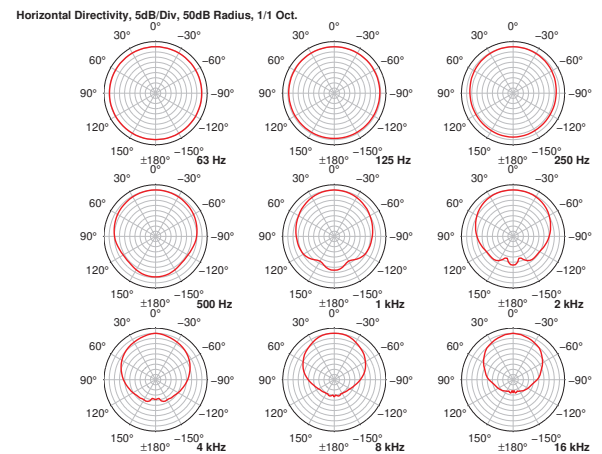 Horizontal Directivity, 5dB/Div, 50dB Radius, 1/1 Oct.
0° 0° 0°
30° –30° 30° –30° 30° –30°
60° –60° 60° –60° 60° –60°
90° –90° 90° –90° 90° –90°
120° –120° 120° –120° 120° –120°
150° ±180° –150° 63 Hz 150° ±180° –150° 125 Hz 150° ±180° –150° 250 Hz
0° 0° 0°
30° –30° 30° –30° 30° –30°
60° –60° 60° –60° 60° –60°
90° –90° 90° –90° 90° –90°
120° –120° 120° –120° 120° –120°
150° ±180° –150° 500 Hz 150° ±180° –150° 1 kHz 150° ±180° –150° 2 kHz
0° 0° 0°
30° –30° 30° –30° 30° –30°
60° –60° 60° –60° 60° –60°
90° –90° 90° –90° 90° –90°
120° –120° 120° –120° 120° –120°
150° ±180° –150° 4 kHz 150° ±180° –150° 8 kHz 150° ±180° –150° 16 kHz